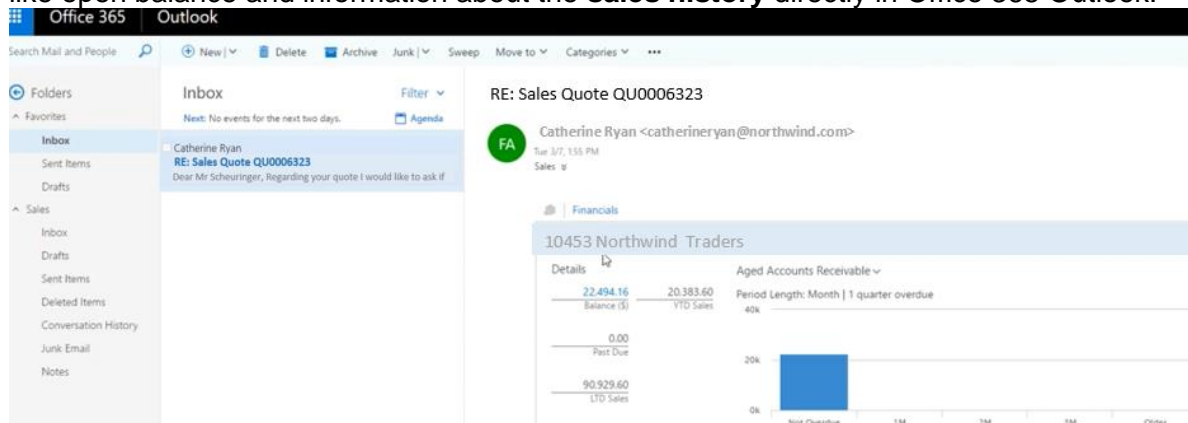 like open balance and information about the Sales History directly in Office 365 Outlook.
Office 365 Outlook
Search Mail and People New Delete Archive Junk Sweep Move to Categories •••
Folders
Favorites
Inbox
Sent Items
Drafts
Sales
Inbox
Drafts
Sent Items
Deleted Items
Conversation History
Junk Email
Notes
Inbox Filter
Next: No events for the next two days. Agenda
Catherine Ryan
RE: Sales Quote QU0006323
Dear Mr Scheuringer, Regarding your quote I would like to ask if
RE: Sales Quote QU0006323
FA
Catherine Ryan <catherineryan@northwind.com>
Tue 3/7, 1:55 PM
Sales
Financials
10453 Northwind Traders
Details
22,494.16 20.383.60
Balance ($) YTD Sales
0.00
Past Due
90.929.60
LTD Sales
Aged Accounts Receivable
Period Length: Month | 1 quarter overdue
40k
20k
0k
Not Overdue 1M 2M 3M Older